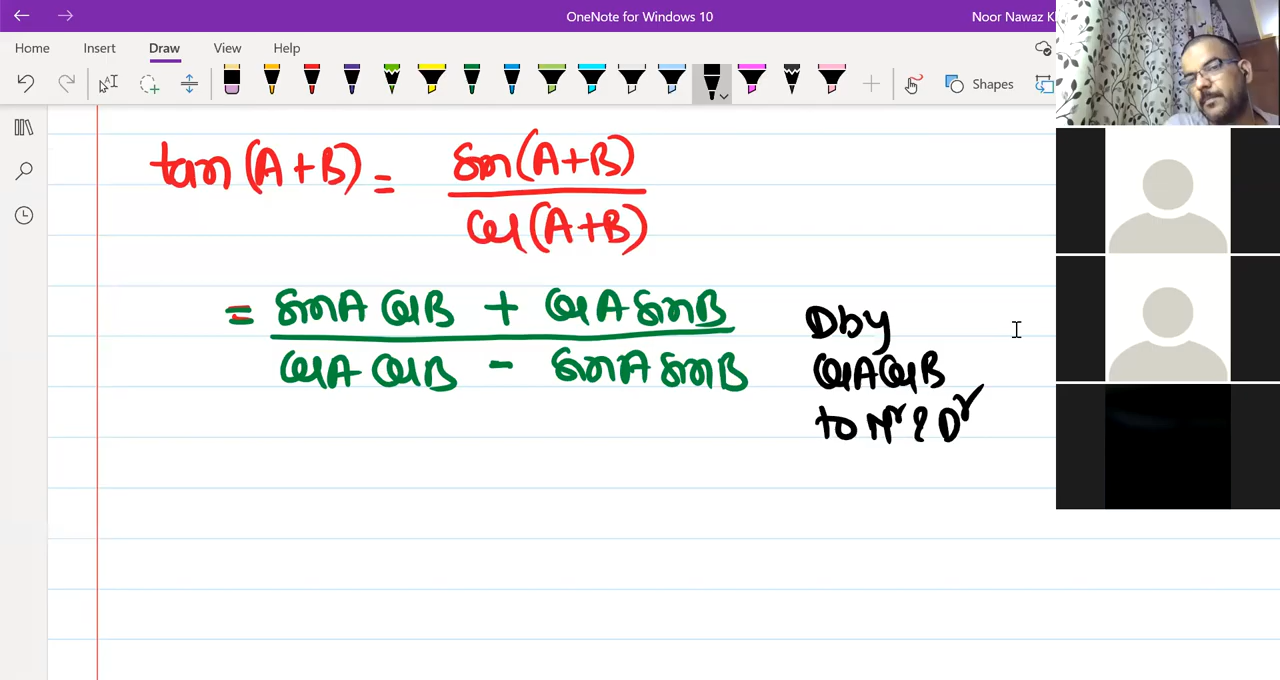 OneNote for Windows 10
Noor Nawaz K
Home Insert Draw View Help
Shapes
tan (A+B) = sin(A+B)
cos(A+B)
= sinA cosB + cosA sinB
cosA cosB - sinA sinB
Dby
cosAcosB
to Nr & Dr